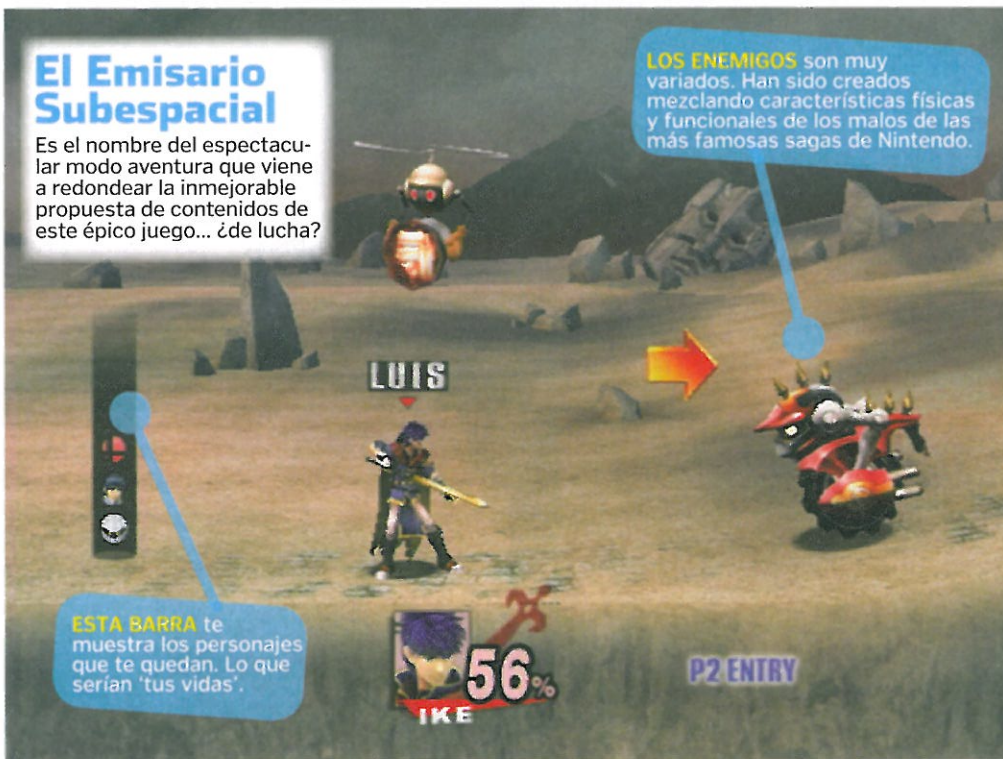 El Emisario
Subespacial
Es el nombre del espectacu-
lar modo aventura que viene
a redondear la inmejorable
propuesta de contenidos de
este épico juego... ¿de lucha?
LOS ENEMIGOS son muy
variados. Han sido creados
mezclando características físicas
y funcionales de los malos de las
más famosas sagas de Nintendo.
LUIS
ESTA BARRA te
muestra los personajes
que te quedan. Lo que
serían 'tus vidas'.
56%
IKE
P2 ENTRY